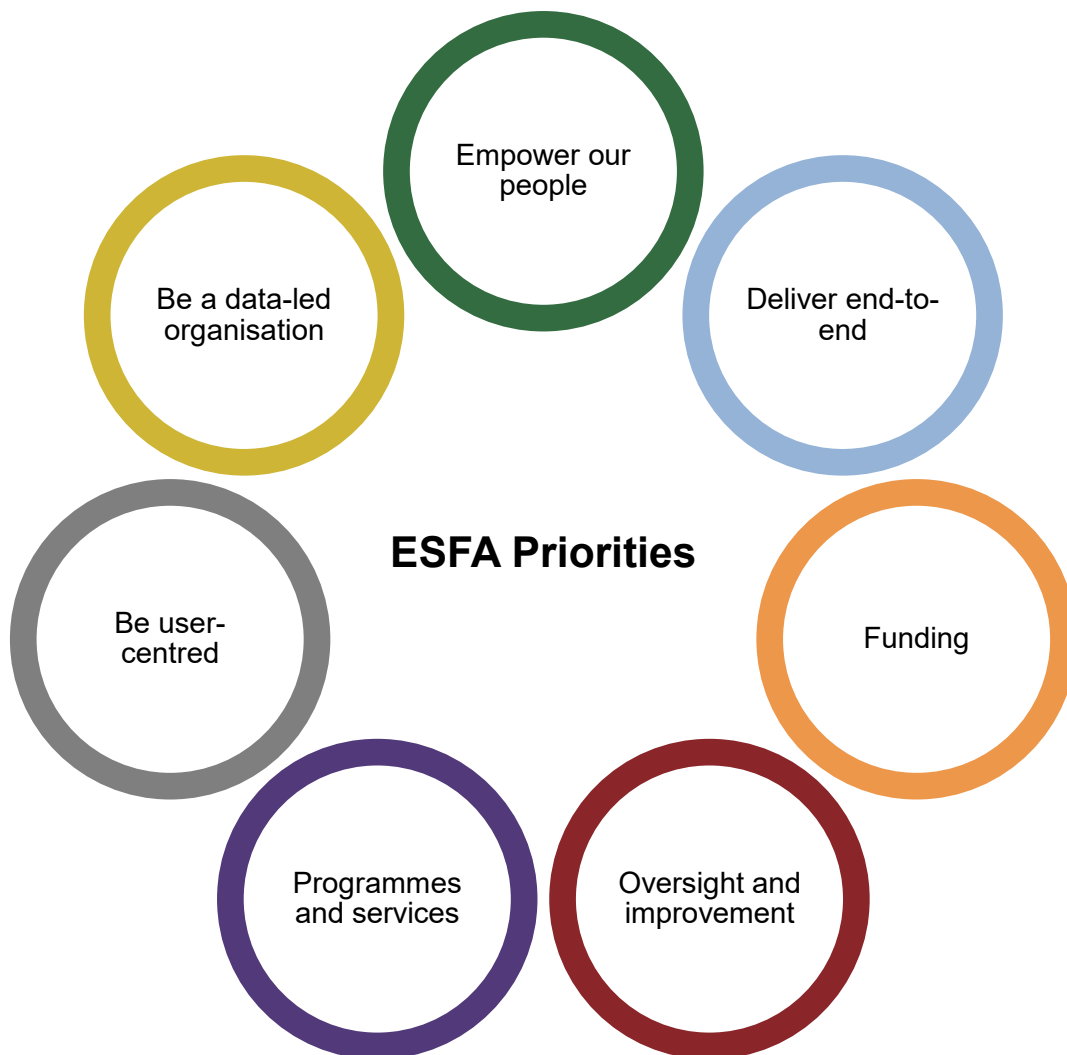 Empower our
people
Deliver end-to-
end
Funding
Oversight and
improvement
Programmes
and services
Be user-
centred
Be a data-led
organisation
ESFA Priorities